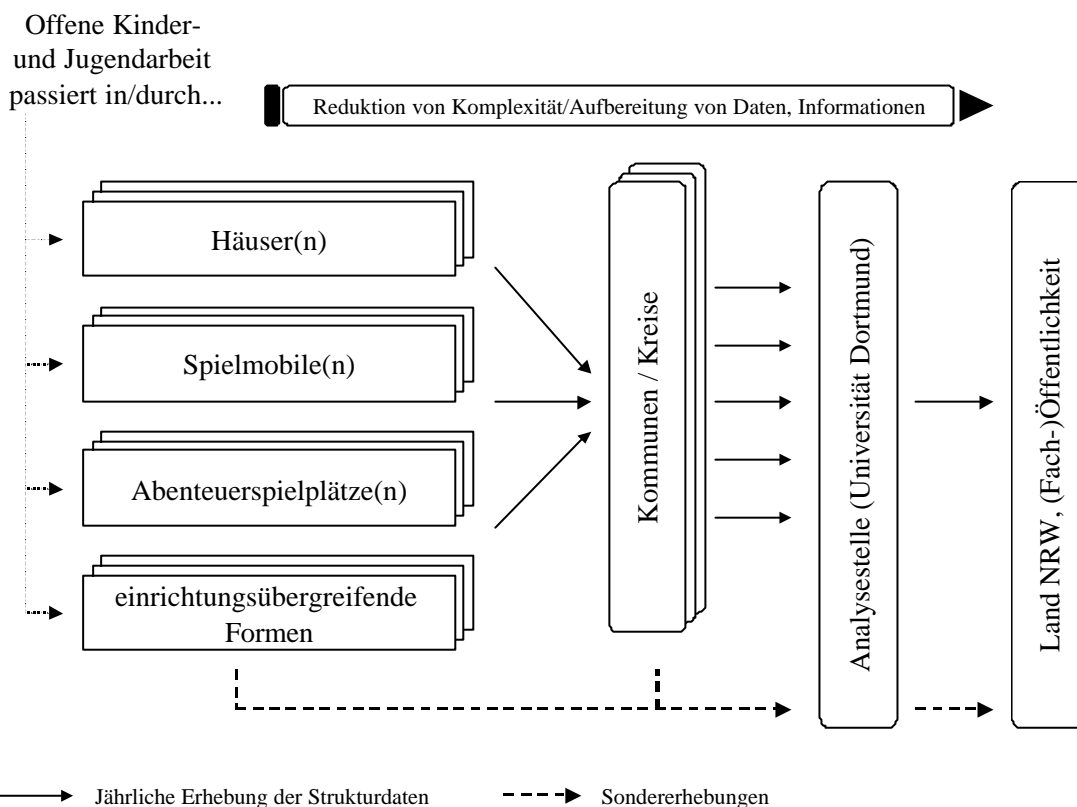 Offene Kinder-
und Jugendarbeit
passiert in/durch...
Reduktion von Komplexität/Aufbereitung von Daten, Informationen
Häuser(n)
Spielmobile(n)
Abenteuerspielplätze(n)
einrichtungsübergreifende
Formen
Kommunen / Kreise
Analysestelle (Universität Dortmund)
Land NRW, (Fach-)Öffentlichkeit
Jährliche Erhebung der Strukturdaten
Sondererhebungen